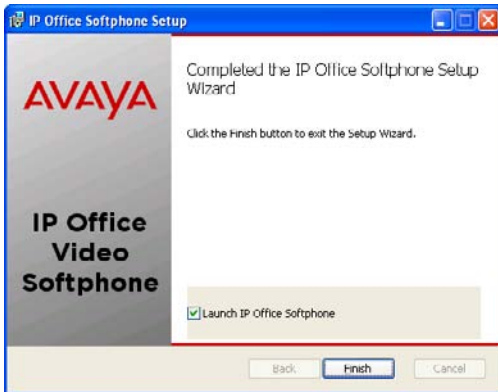 IP Office Softphone Setup
AVAYA
IP Office
Video
Softphone
Completed the IP Office Softphone Setup
Wizard
Click the Finish button to exit the Setup Wizard.
Launch IP Office Softphone
Back
Finish
Cancel